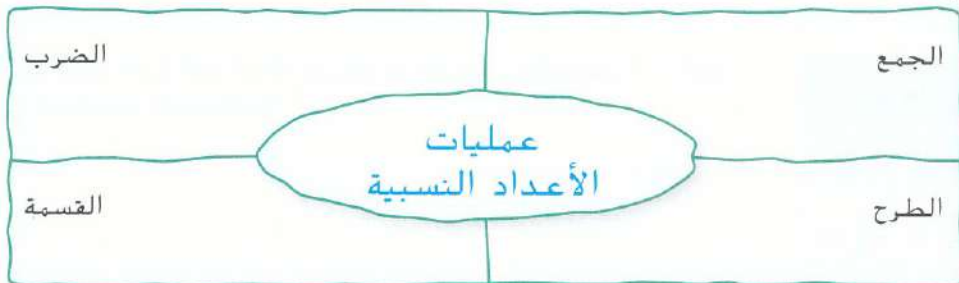 الجمع
الضرب
عمليات
الأعداد النسبية
الطرح
القسمة